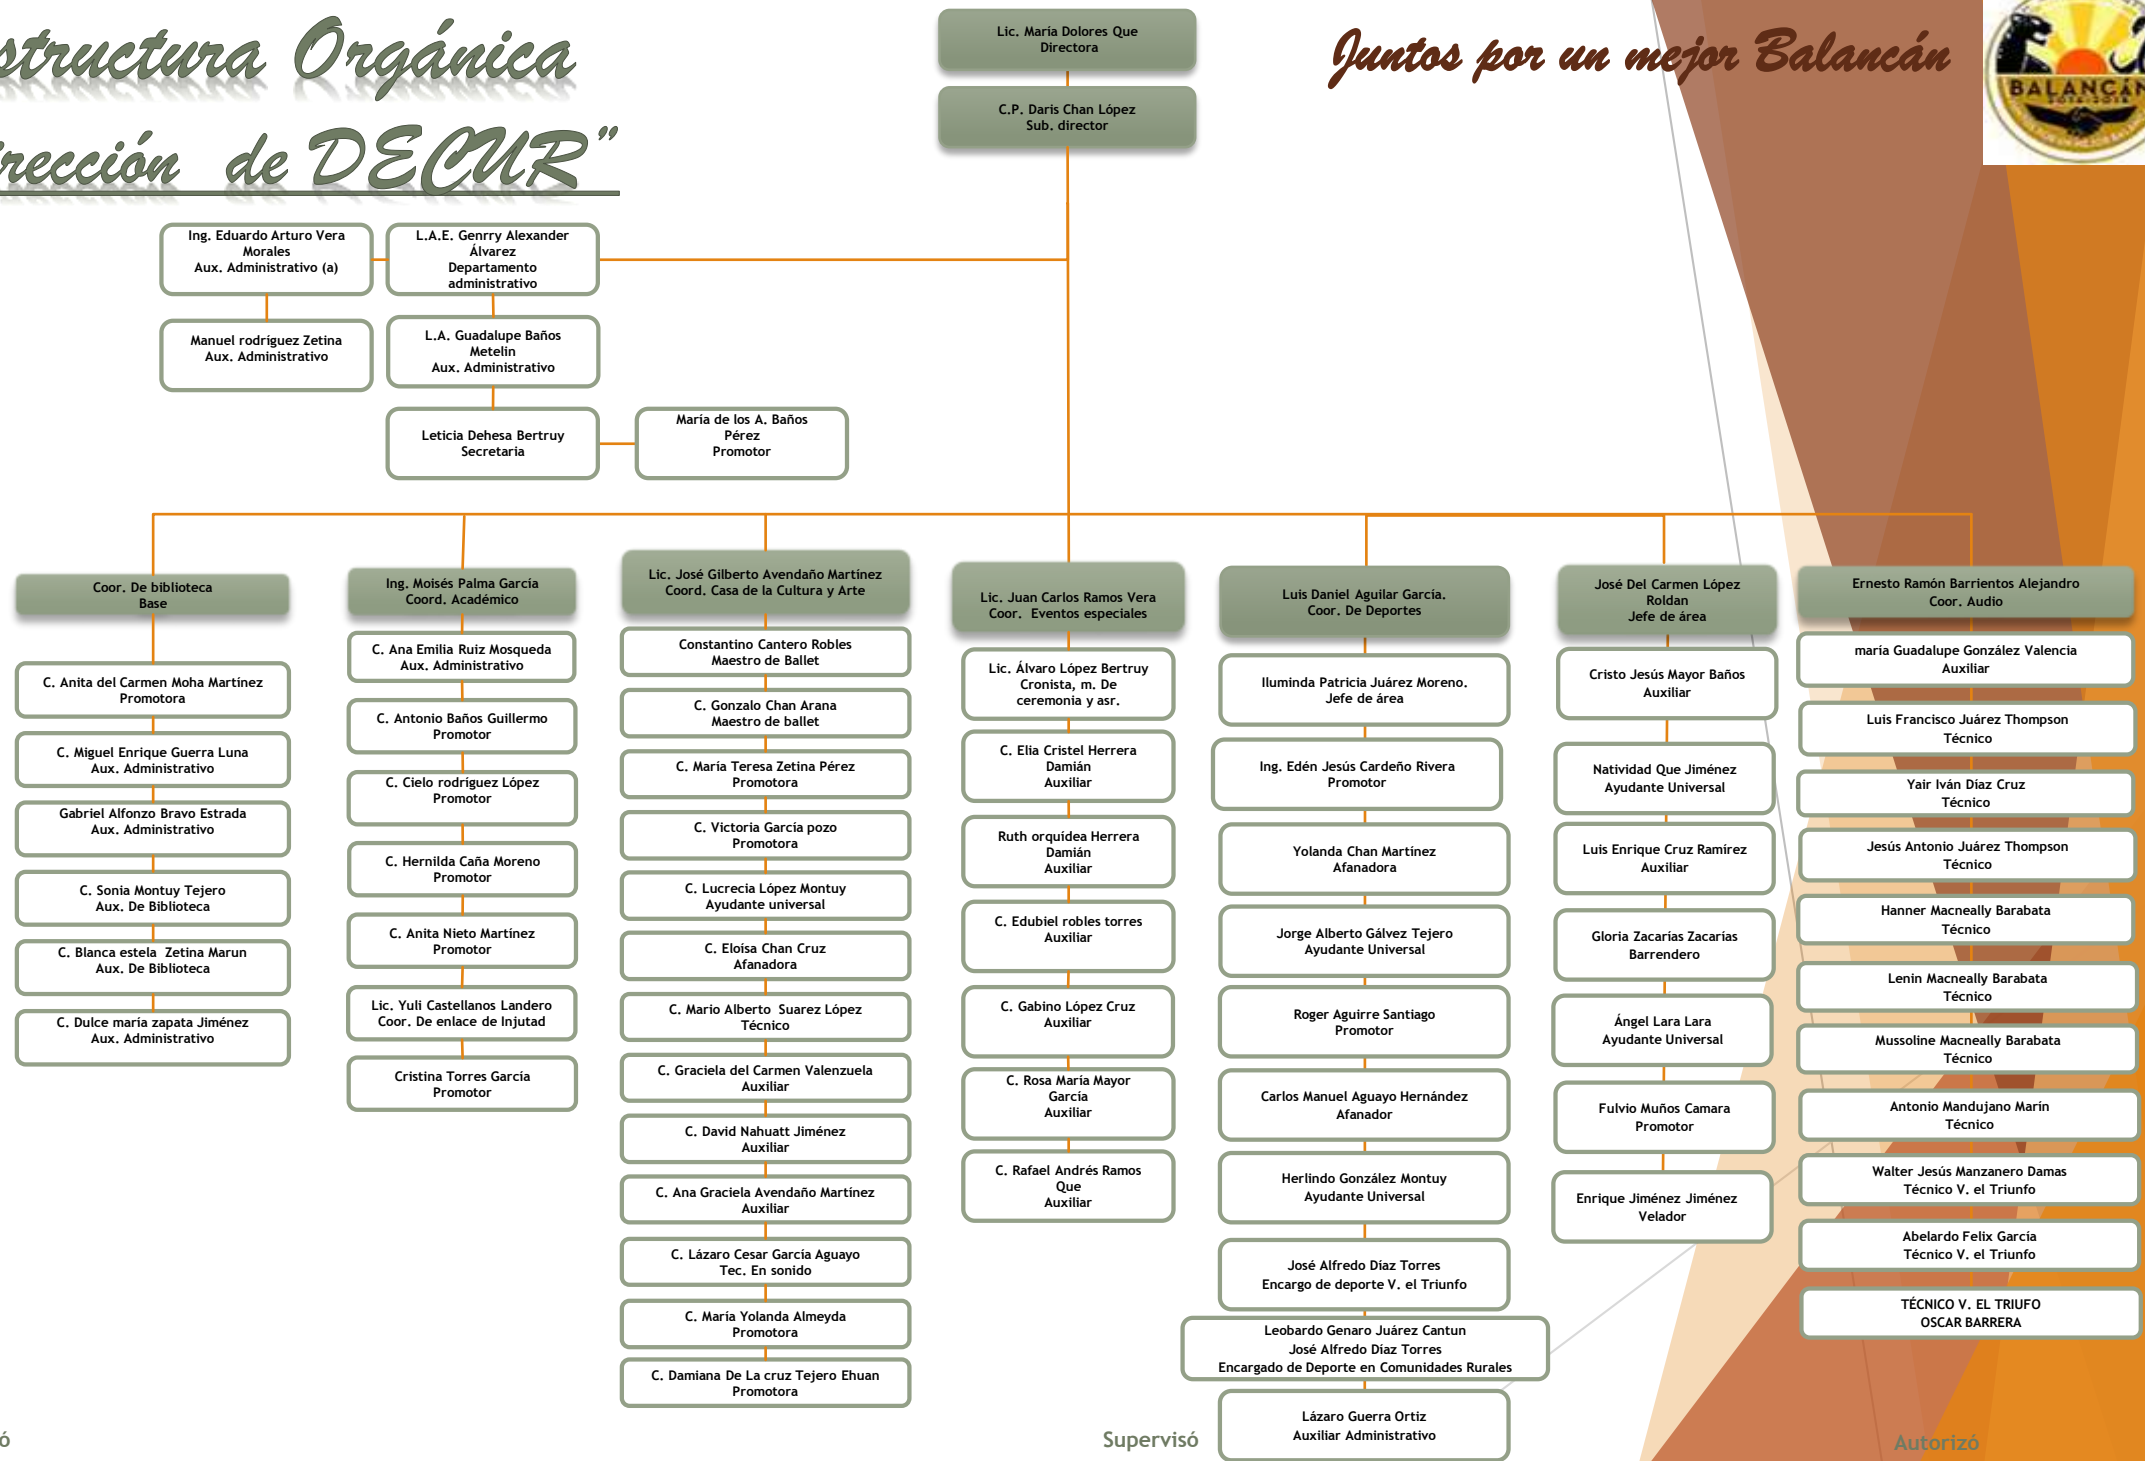 structura Orgánica
rección de DECUR"
Juntos por un mejor Balancán
BALANCÁN
2016-2018
Lic. María Dolores Que
Directora
C.P. Daris Chan López
Sub. director
Ing. Eduardo Arturo Vera
Morales
Aux. Administrativo (a)
L.A.E. Genrry Alexander
Álvarez
Departamento
administrativo
Manuel rodríguez Zetina
Aux. Administrativo
L.A. Guadalupe Baños
Metelin
Aux. Administrativo
Leticia Dehesa Bertruy
Secretaria
María de los A. Baños
Pérez
Promotor
Coor. De biblioteca
Base
C. Anita del Carmen Moha Martínez
Promotora
C. Miguel Enrique Guerra Luna
Aux. Administrativo
Gabriel Alfonzo Bravo Estrada
Aux. Administrativo
C. Sonia Montuy Tejero
Aux. De Biblioteca
C. Blanca estela Zetina Marun
Aux. De Biblioteca
C. Dulce maría zapata Jiménez
Aux. Administrativo
Ing. Moisés Palma García
Coord. Académico
C. Ana Emilia Ruiz Mosqueda
Aux. Administrativo
C. Antonio Baños Guillermo
Promotor
C. Cielo rodríguez López
Promotor
C. Hernilda Caña Moreno
Promotor
C. Anita Nieto Martínez
Promotor
Lic. Yuli Castellanos Landero
Coor. De enlace de Injutad
Cristina Torres García
Promotor
Lic. José Gilberto Avendaño Martínez
Coord. Casa de la Cultura y Arte
Constantino Cantero Robles
Maestro de Ballet
C. Gonzalo Chan Arana
Maestro de ballet
C. María Teresa Zetina Pérez
Promotora
C. Victoria García pozo
Promotora
C. Lucrecia López Montuy
Ayudante universal
C. Eloísa Chan Cruz
Afanadora
C. Mario Alberto Suarez López
Técnico
C. Graciela del Carmen Valenzuela
Auxiliar
C. David Nahuatt Jiménez
Auxiliar
C. Ana Graciela Avendaño Martínez
Auxiliar
C. Lázaro Cesar García Aguayo
Tec. En sonido
C. María Yolanda Almeyda
Promotora
C. Damiana De La cruz Tejero Ehuan
Promotora
Lic. Juan Carlos Ramos Vera
Coor. Eventos especiales
Lic. Álvaro López Bertruy
Cronista, m. De
ceremonia y asr.
C. Elia Cristel Herrera
Damián
Auxiliar
Ruth orquídea Herrera
Damián
Auxiliar
C. Edubiel robles torres
Auxiliar
C. Gabino López Cruz
Auxiliar
C. Rosa María Mayor
García
Auxiliar
C. Rafael Andrés Ramos
Que
Auxiliar
Luis Daniel Aguilar García.
Coor. De Deportes
Iluminda Patricia Juárez Moreno.
Jefe de área
Ing. Edén Jesús Cardeño Rivera
Promotor
Yolanda Chan Martínez
Afanadora
Jorge Alberto Gálvez Tejero
Ayudante Universal
Roger Aguirre Santiago
Promotor
Carlos Manuel Aguayo Hernández
Afanador
Herlindo González Montuy
Ayudante Universal
José Alfredo Díaz Torres
Encargo de deporte V. el Triunfo
Leobardo Genaro Juárez Cantun
José Alfredo Díaz Torres
Encargado de Deporte en Comunidades Rurales
Lázaro Guerra Ortiz
Auxiliar Administrativo
José Del Carmen López
Roldan
Jefe de área
Cristo Jesús Mayor Baños
Auxiliar
Natividad Que Jiménez
Ayudante Universal
Luis Enrique Cruz Ramírez
Auxiliar
Gloria Zacarías Zacarías
Barrendero
Ángel Lara Lara
Ayudante Universal
Fulvio Muños Camara
Promotor
Enrique Jiménez Jiménez
Velador
Ernesto Ramón Barrientos Alejandro
Coor. Audio
maría Guadalupe González Valencia
Auxiliar
Luis Francisco Juárez Thompson
Técnico
Yair Iván Díaz Cruz
Técnico
Jesús Antonio Juárez Thompson
Técnico
Hanner Macneally Barabata
Técnico
Lenin Macneally Barabata
Técnico
Mussoline Macneally Barabata
Técnico
Antonio Mandujano Marín
Técnico
Walter Jesús Manzanero Damas
Técnico V. el Triunfo
Abelardo Felix García
Técnico V. el Triunfo
TÉCNICO V. EL TRIUFO
OSCAR BARRERA
ó
Supervisó
Autorizó